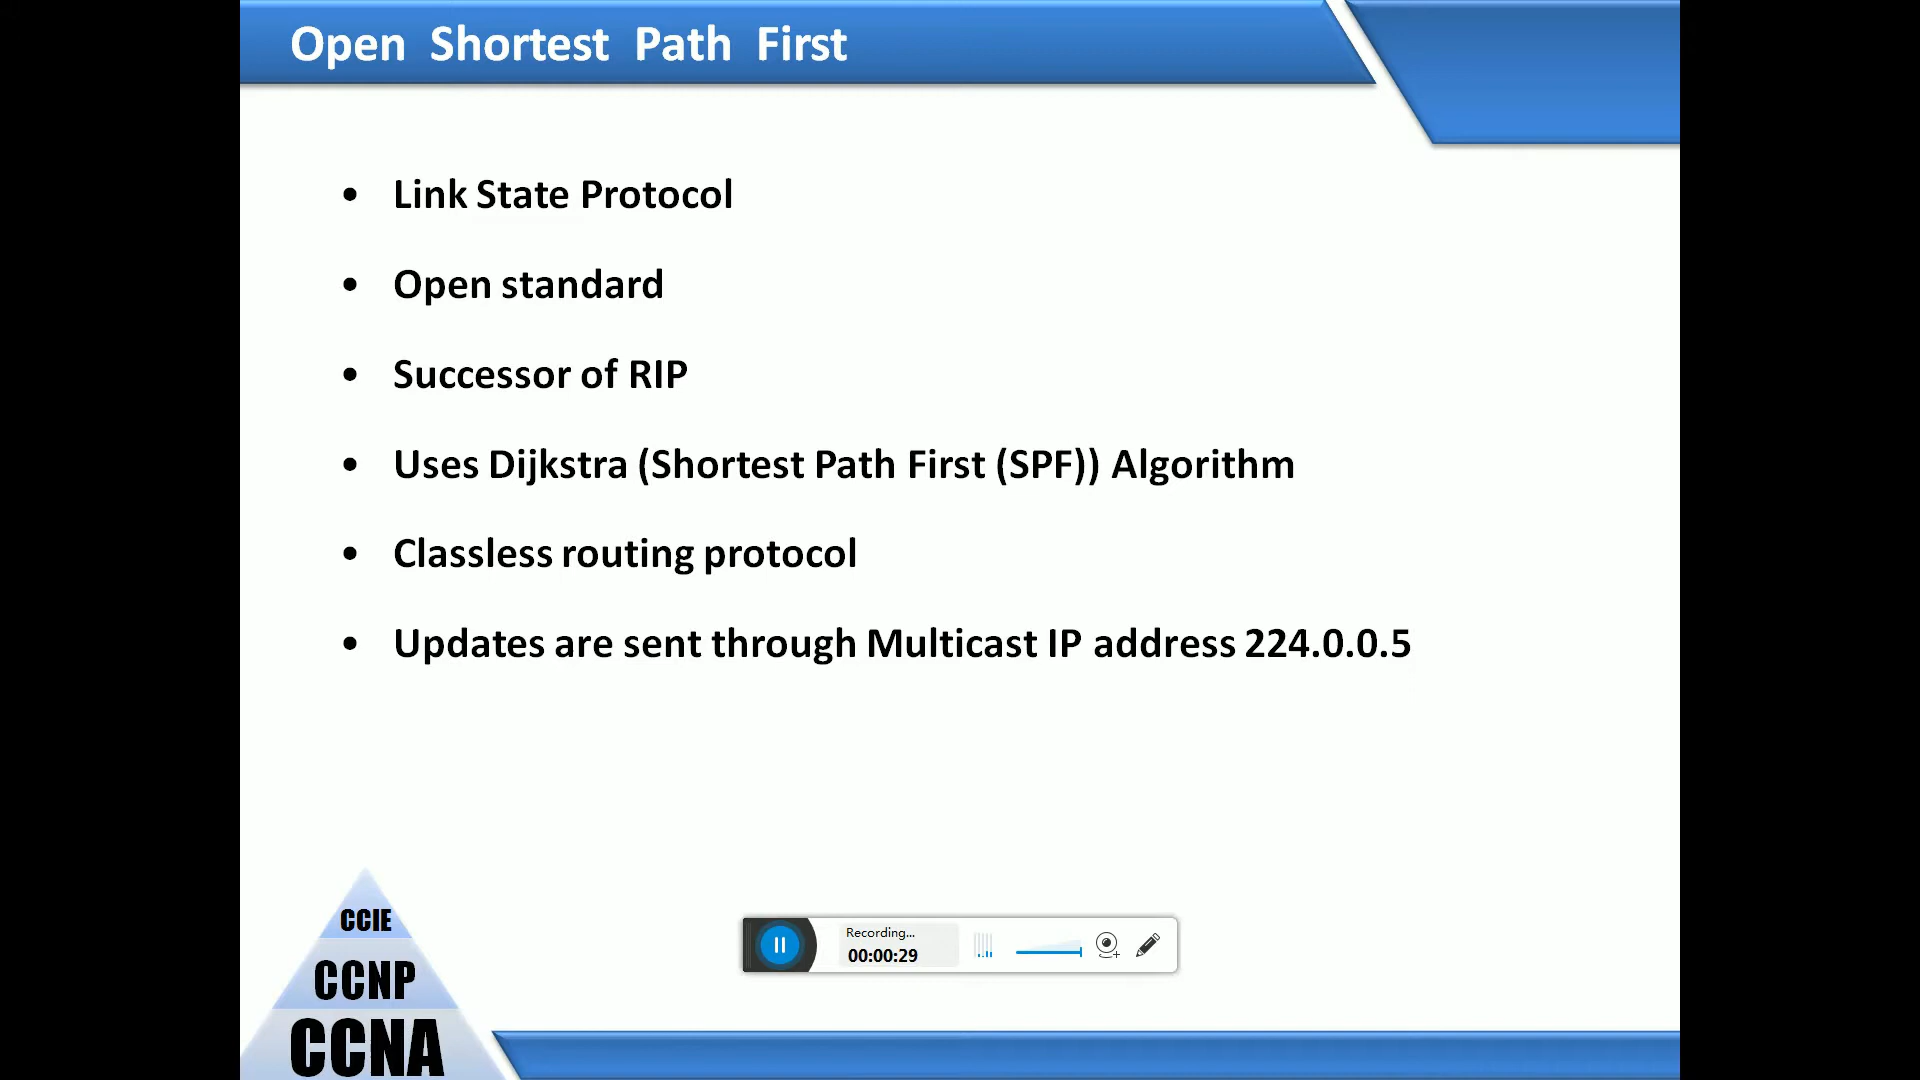 Open Shortest Path First
• Link State Protocol
• Open standard
• Successor of RIP
• Uses Dijkstra (Shortest Path First (SPF)) Algorithm
• Classless routing protocol
• Updates are sent through Multicast IP address 224.0.0.5
CCIE
CCNP
CCNA
Recording...
00:00:29